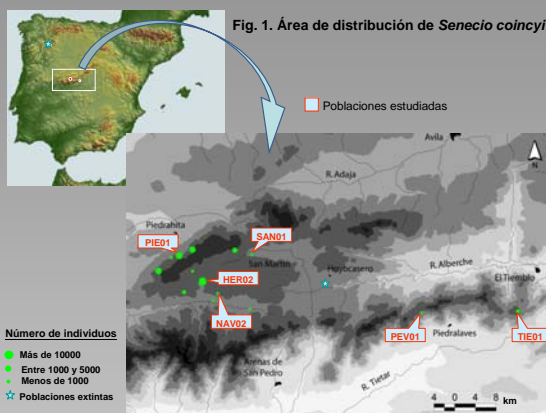 Fig. 1. Área de distribución de Senecio coincyi
Poblaciones estudiadas
Avila
N
R. Adaja
Piedrahita
PIE01
SAN01
San Martín
Hoyocasero
R. Alberche
HER02
El Tiemblo
NAV02
PEV01
Piedralaves
TIE01
Arenas de
San Pedro
R. Tietar
4 0 4 8 km
Número de individuos
Más de 10000
Entre 1000 y 5000
Menos de 1000
Poblaciones extintas